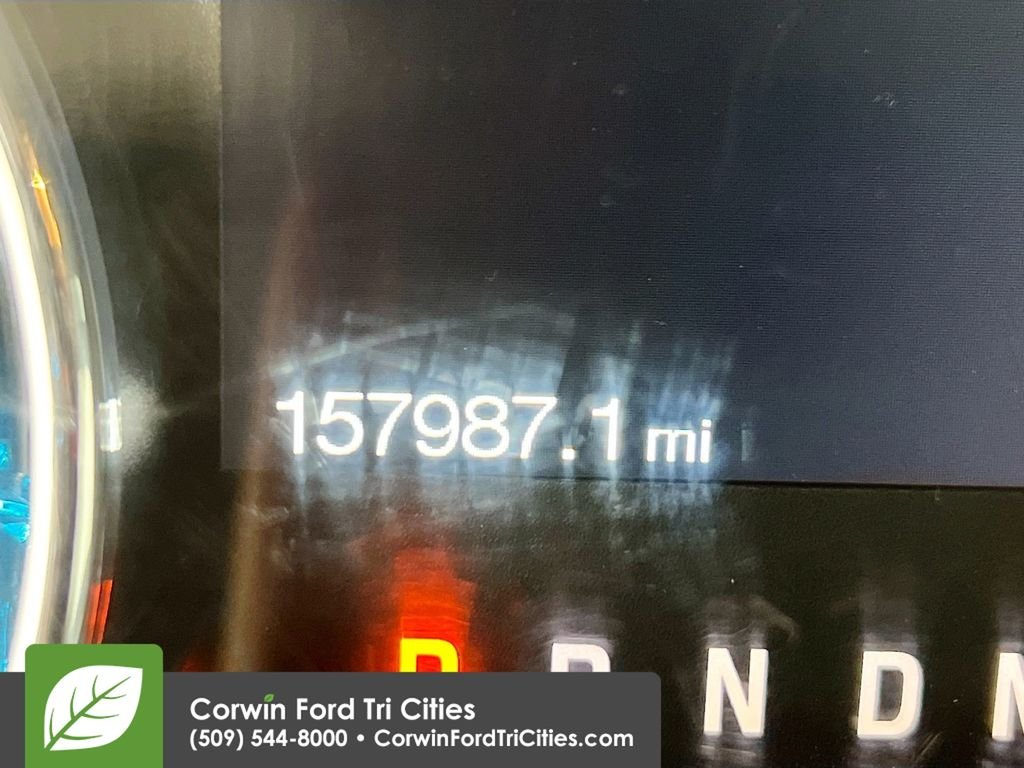 157987.1 mi
P R N D M
Corwin Ford Tri Cities
(509) 544-8000 • CorwinFordTriCities.com